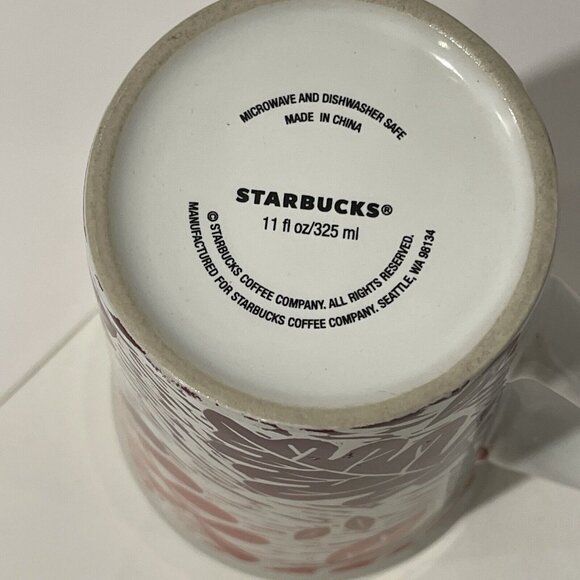 MICROWAVE AND DISHWASHER SAFE
MADE IN CHINA
STARBUCKS®
11 fl oz/325 ml
© STARBUCKS COFFEE COMPANY. ALL RIGHTS RESERVED.
MANUFACTURED FOR STARBUCKS COFFEE COMPANY. SEATTLE, WA 98134